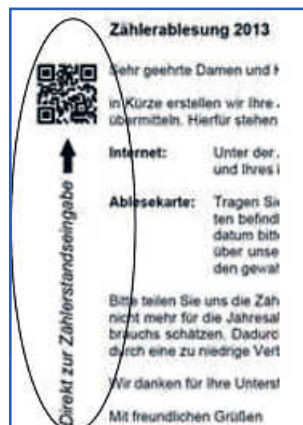 Zählerablesung 2013
Sehr geehrte Damen und
in Kürze erstellen wir Ihre
übermitteln. Hierfür stehen
Internet: Unter der
und Ihres
Ablesekarte: Tragen Sie
ten befindl
datum bitte
über unse
den gewäh
Bitte teilen Sie uns die Zäh
nicht mehr für die Jahresab
brauchs schätzen. Dadurc
durch eine zu niedrige Vert
Wir danken für Ihre Unterst
Mit freundlichen Grüßen
Direkt zur Zählerstandseingabe